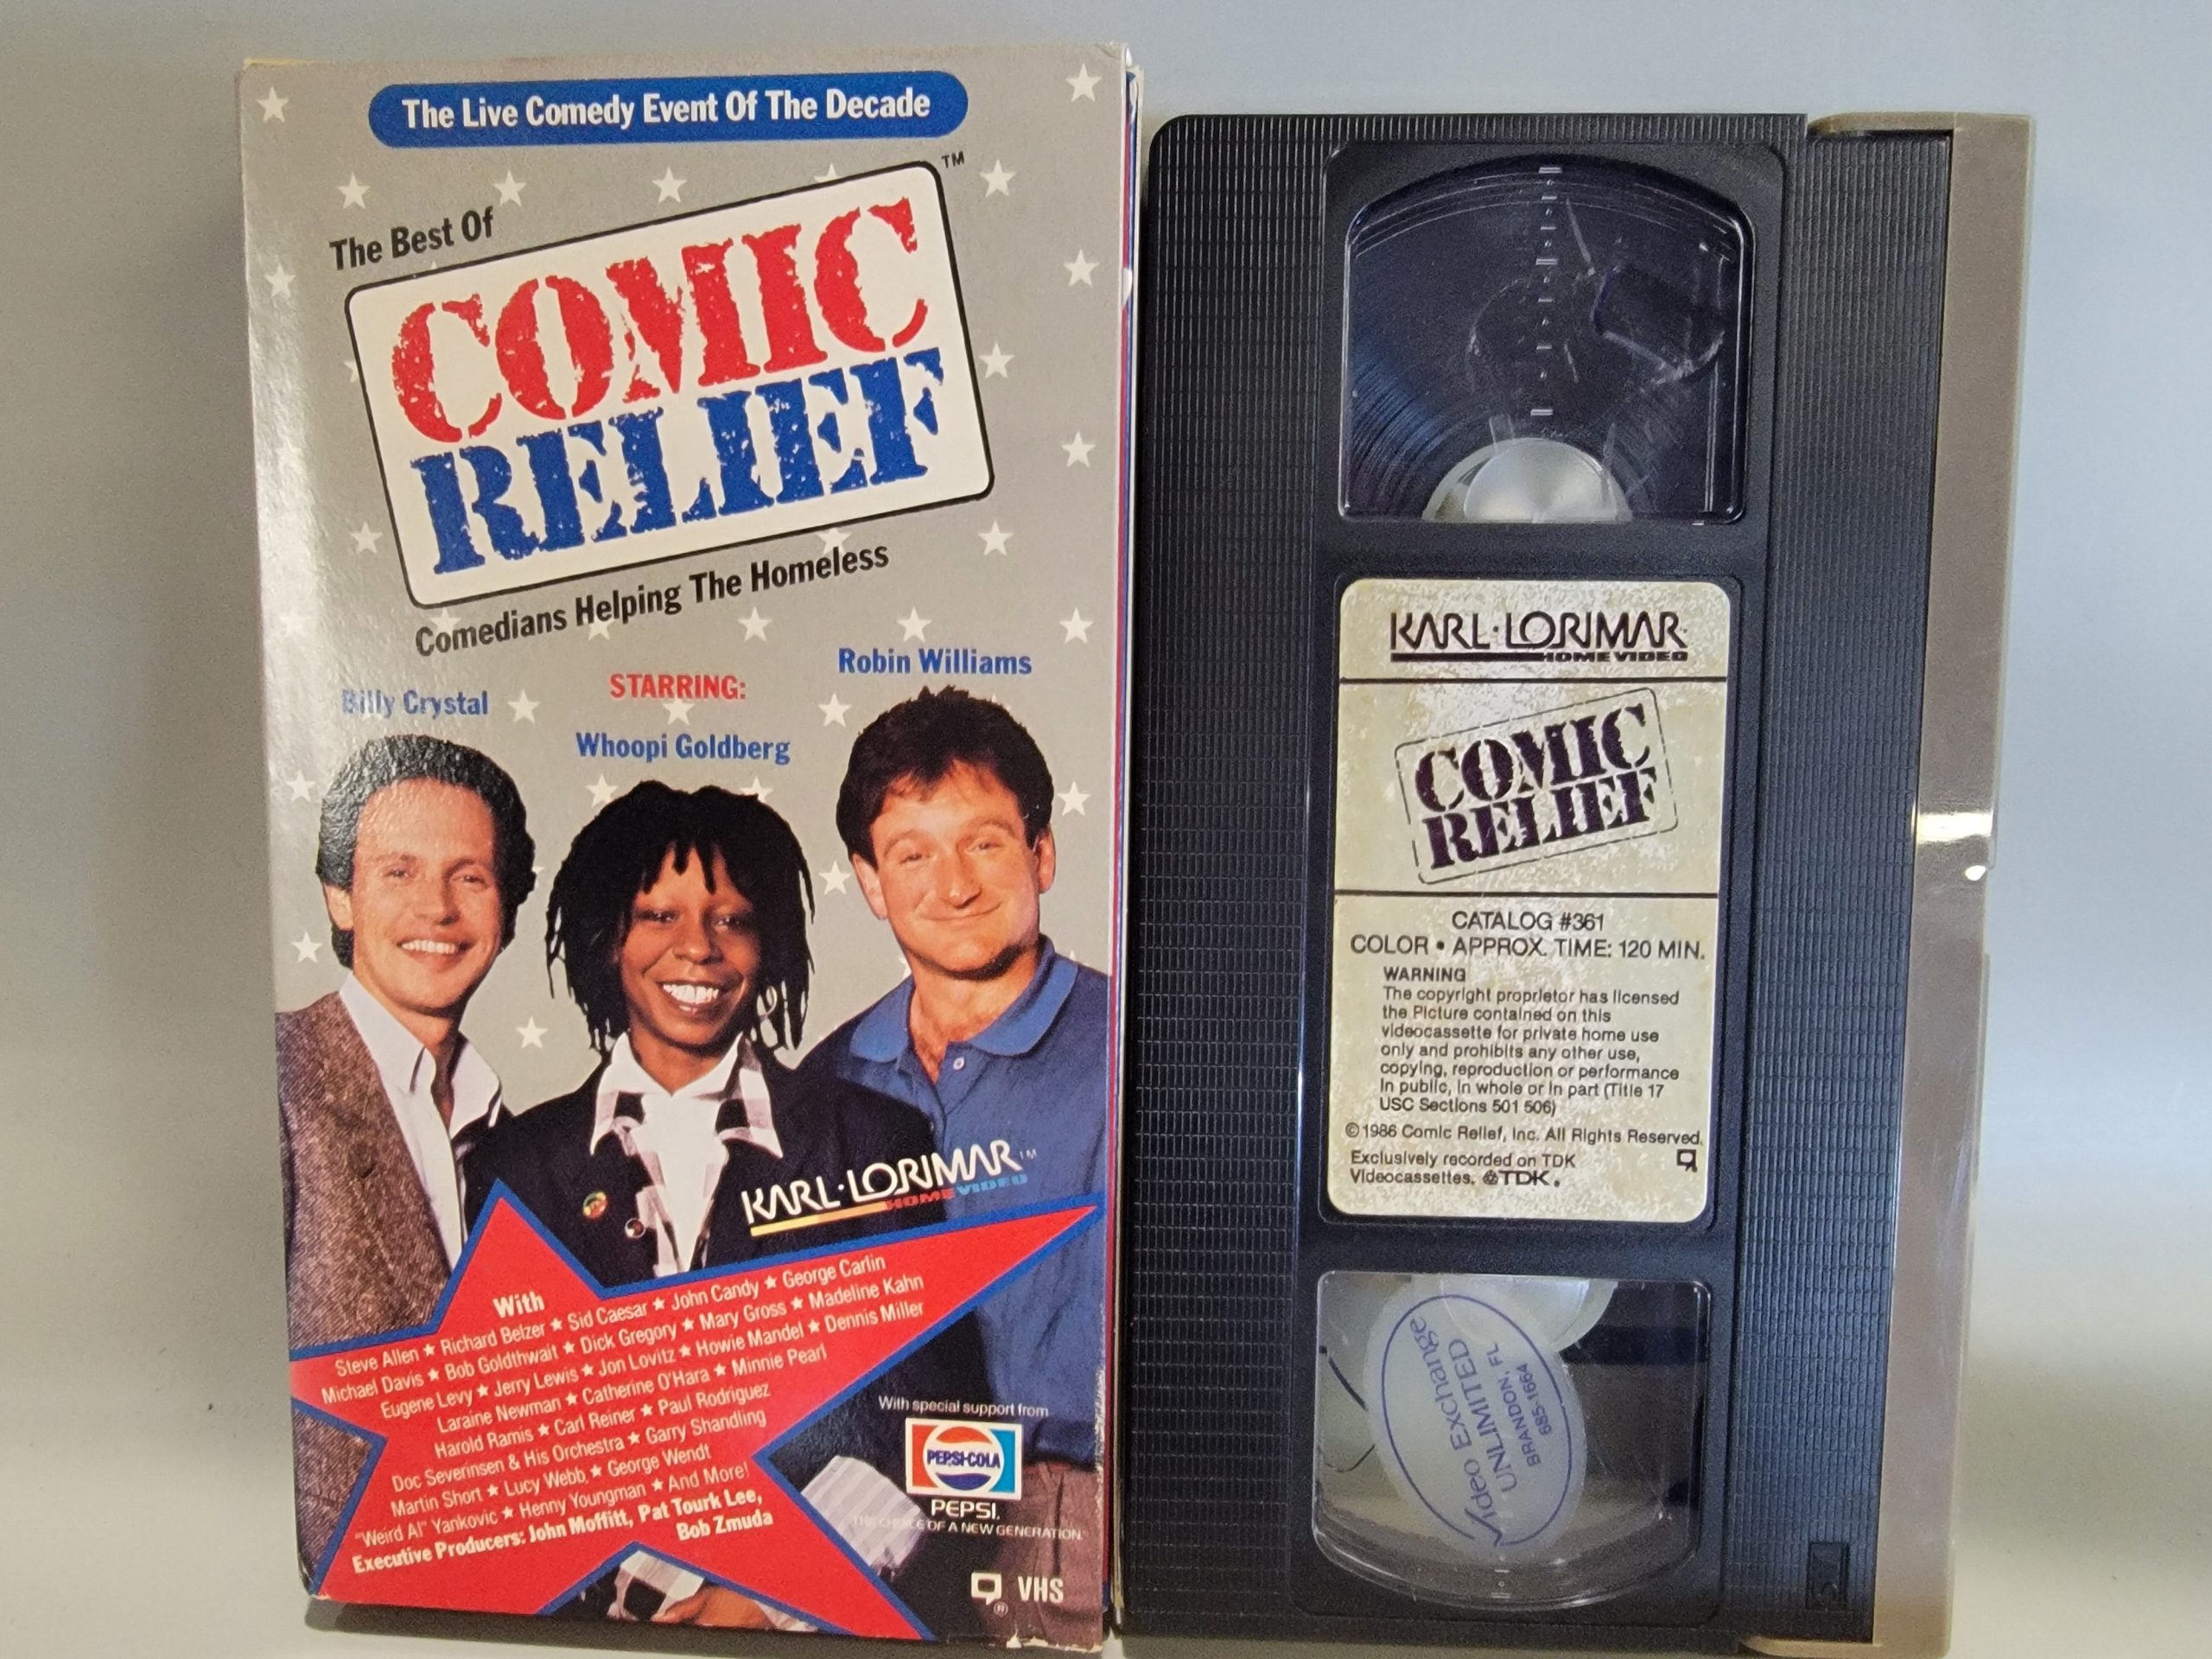 The Live Comedy Event Of The Decade
The Best Of
COMIC™
RELIEF
Comedians Helping The Homeless
STARRING:
Billy Crystal
Whoopi Goldberg
Robin Williams
KARL·LORIMAR™
HOME VIDEO
With
Steve Allen ★ Richard Belzer ★ Sid Caesar ★ John Candy ★ George Carlin
Michael Davis ★ Bob Goldthwait ★ Dick Gregory ★ Mary Gross ★ Madeline Kahn
Eugene Levy ★ Jerry Lewis ★ Jon Lovitz ★ Howie Mandel ★ Dennis Miller
Laraine Newman ★ Catherine O'Hara ★ Minnie Pearl
Harold Ramis ★ Carl Reiner ★ Paul Rodriguez
Doc Severinsen & His Orchestra ★ Garry Shandling
Martin Short ★ Lucy Webb ★ George Wendt
"Weird Al" Yankovic ★ Henny Youngman ★ And More!
Executive Producers: John Moffitt, Pat Tourk Lee,
Bob Zmuda
With special support from
PEPSI-COLA
PEPSI.
THE CHOICE OF A NEW GENERATION.
® VHS
KARL·LORIMAR
HOME VIDEO
COMIC
RELIEF
CATALOG #361
COLOR • APPROX. TIME: 120 MIN.
WARNING
The copyright proprietor has licensed
the Picture contained on this
videocassette for private home use
only and prohibits any other use,
copying, reproduction or performance
in public, in whole or in part (Title 17
USC Sections 501 506)
©1986 Comic Relief, Inc. All Rights Reserved.
Exclusively recorded on TDK
Videocassettes. TDK.
Video Exchange
UNLIMITED
BRANDON, FL
685-1664